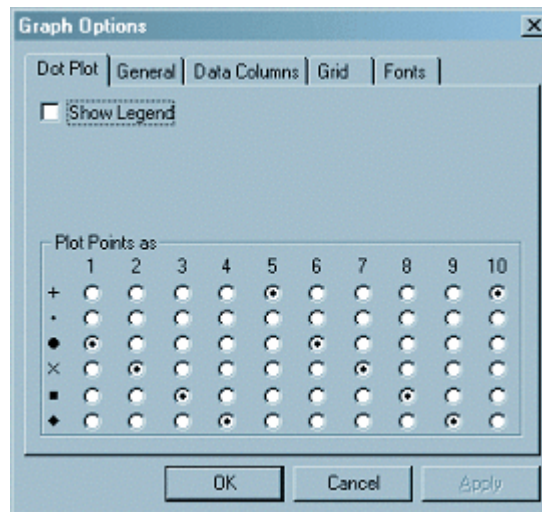 Graph Options
Dot Plot General Data Columns Grid Fonts
Show Legend
Plot Points as
1 2 3 4 5 6 7 8 9 10
OK Cancel Apply